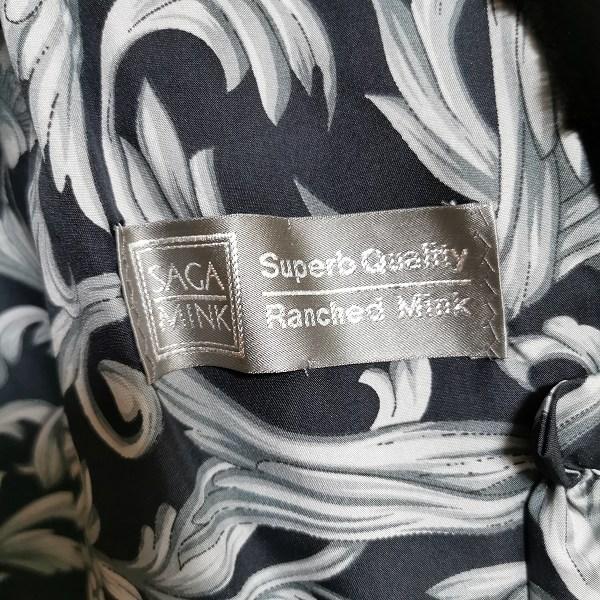 SAGA
MINK
Superb Quality
Ranched Mink